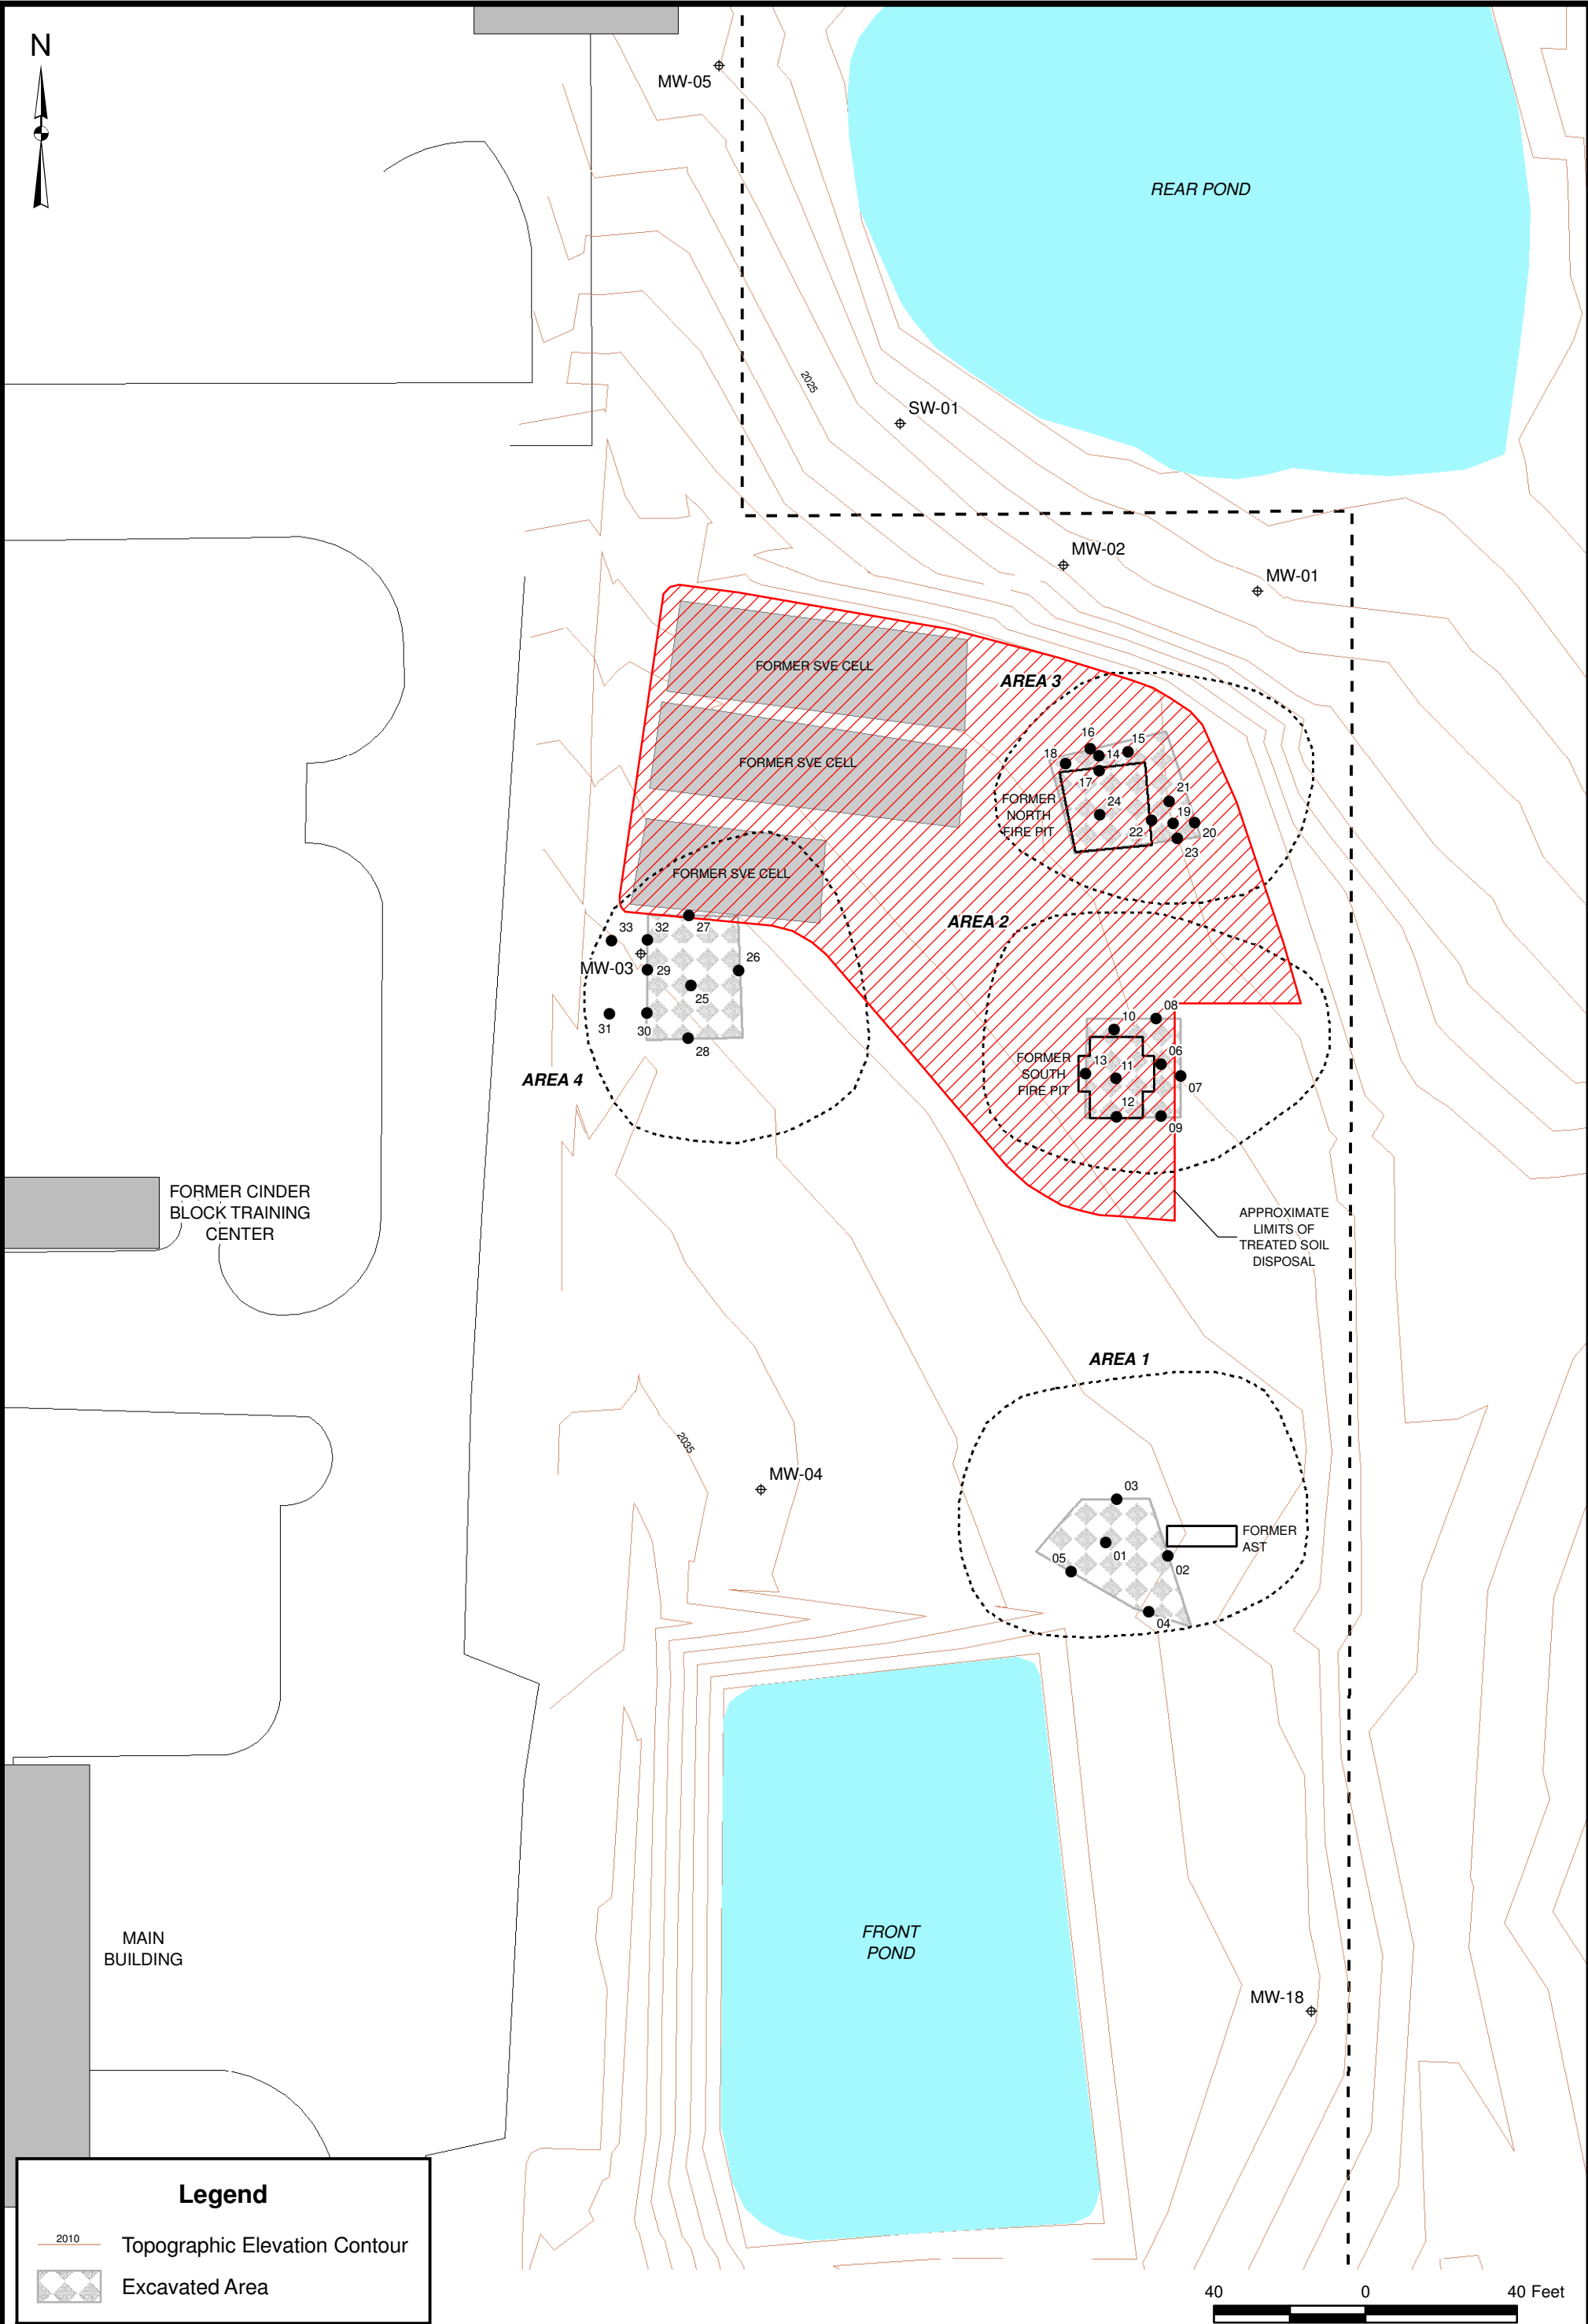 N
MW-05
REAR POND
2025
SW-01
MW-02
MW-01
FORMER SVE CELL
AREA 3
16
15
18
14
FORMER SVE CELL
17
21
FORMER
NORTH
FIRE PIT
24
19
22
20
23
FORMER SVE CELL
AREA 2
33
32
27
26
MW-03
29
25
31
30
28
08
10
06
FORMER
SOUTH
FIRE PIT
13
11
07
12
09
AREA 4
FORMER CINDER
BLOCK TRAINING
CENTER
APPROXIMATE
LIMITS OF
TREATED SOIL
DISPOSAL
AREA 1
2035
MW-04
03
FORMER
AST
01
05
02
04
MAIN
BUILDING
FRONT
POND
MW-18
Legend
2010
Topographic Elevation Contour
Excavated Area
40 0 40 Feet